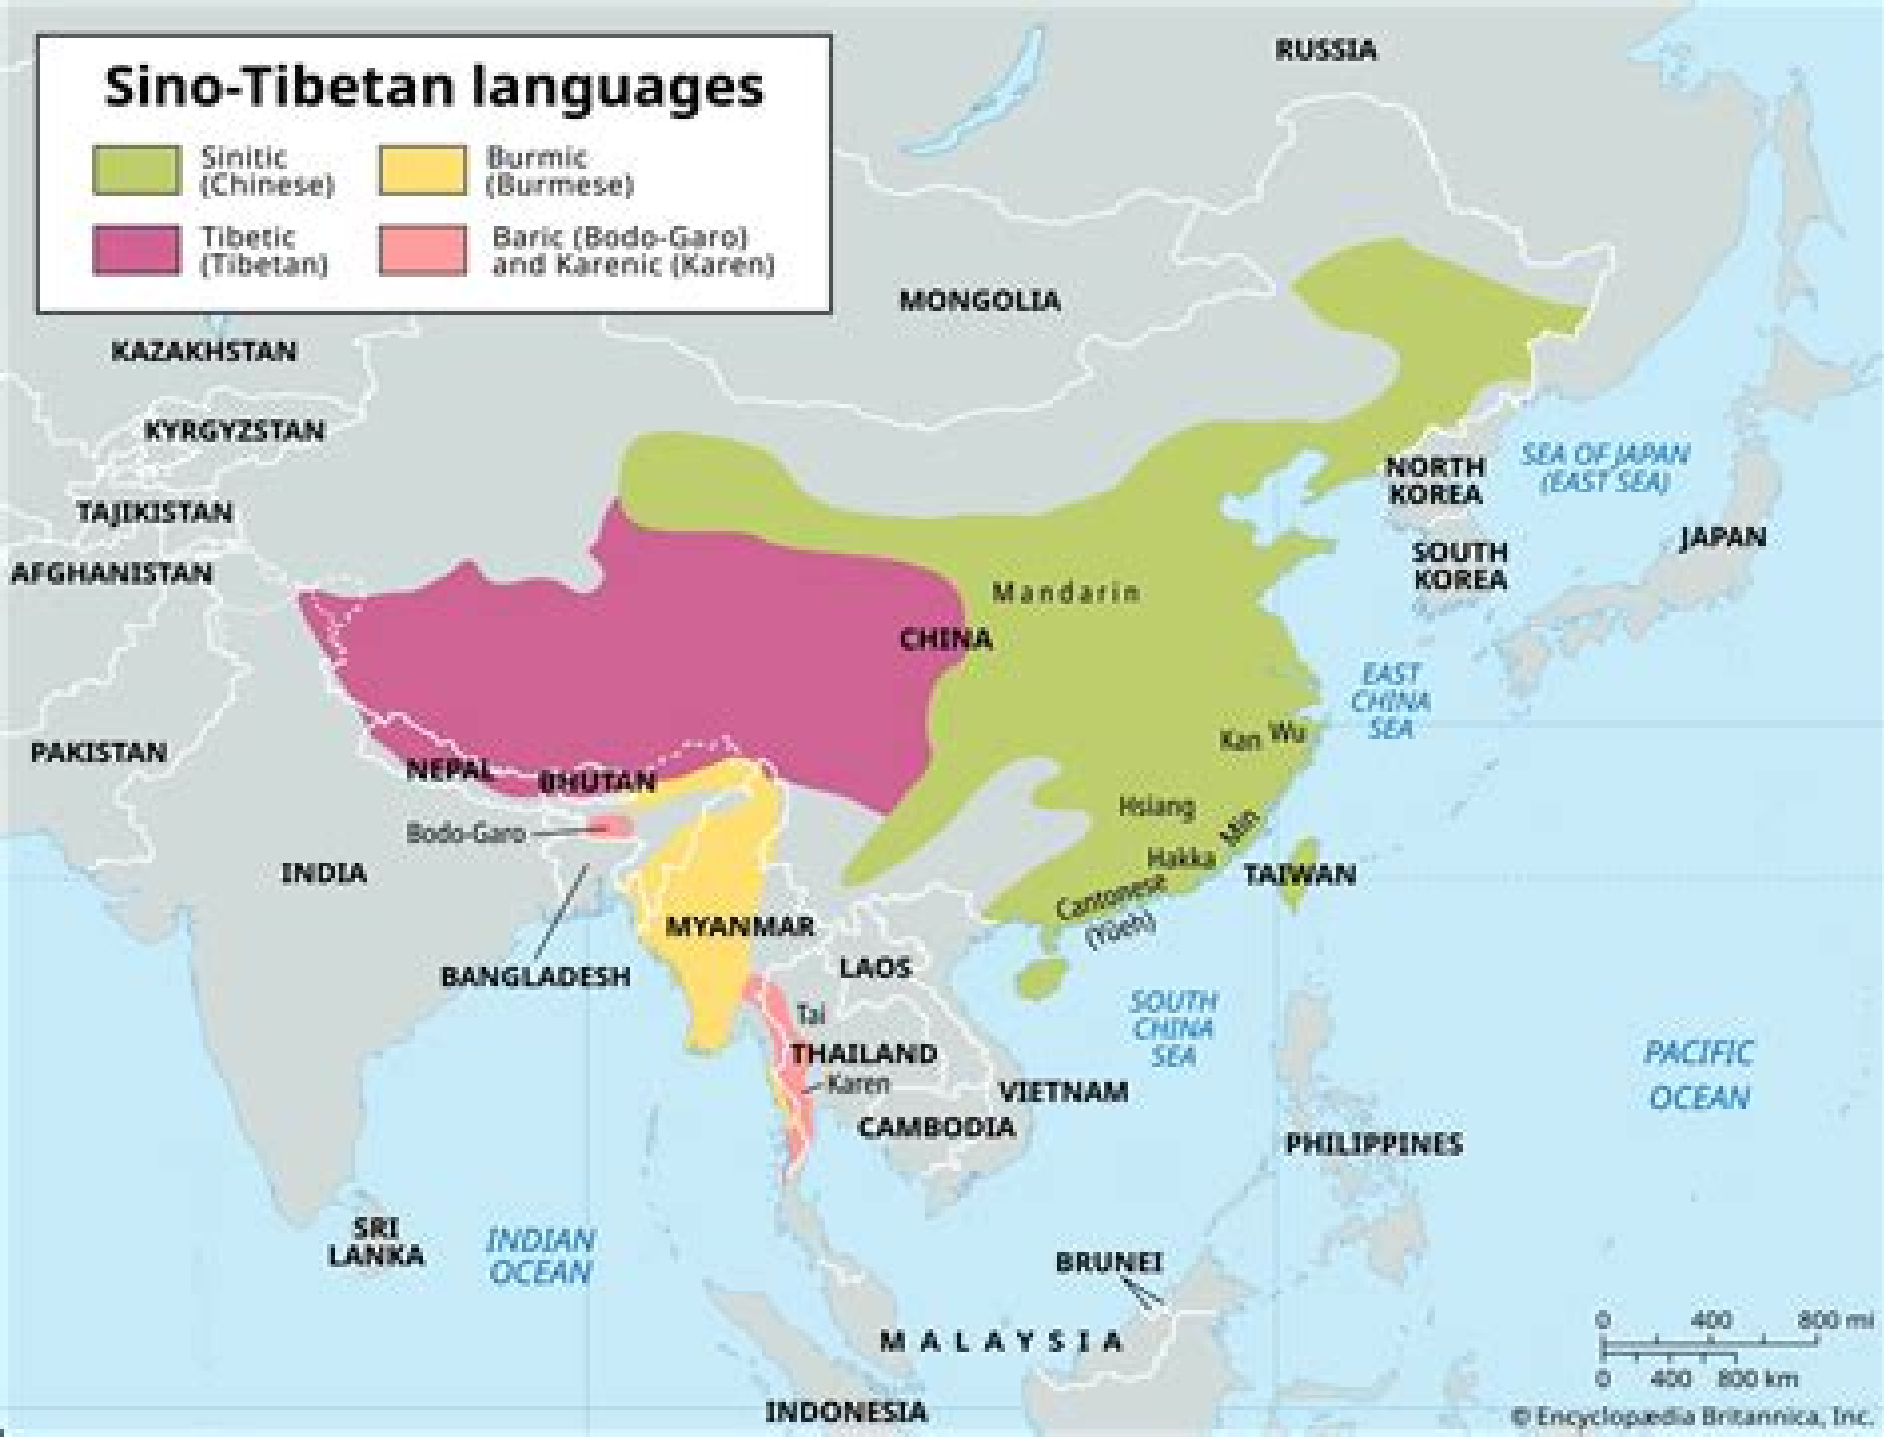 Sino-Tibetan languages
Sinitic
(Chinese)
Burmic
(Burmese)
Tibetic
(Tibetan)
Baric (Bodo-Garo)
and Karenic (Karen)
RUSSIA
MONGOLIA
KAZAKHSTAN
KYRGYZSTAN
TAJIKISTAN
AFGHANISTAN
PAKISTAN
NORTH
KOREA
SEA OF JAPAN
(EAST SEA)
JAPAN
SOUTH
KOREA
Mandarin
CHINA
EAST
CHINA
SEA
Kan
Wu
NEPAL
BHUTAN
Bodo-Garo
Hsiang
Min
Hakka
TAIWAN
Cantonese
(Yüeh)
INDIA
MYANMAR
BANGLADESH
LAOS
Tai
THAILAND
Karen
SOUTH
CHINA
SEA
VIETNAM
CAMBODIA
PHILIPPINES
PACIFIC
OCEAN
SRI
LANKA
INDIAN
OCEAN
BRUNEI
MALAYSIA
INDONESIA
0 400 800 mi
0 400 800 km
© Encyclopædia Britannica, Inc.